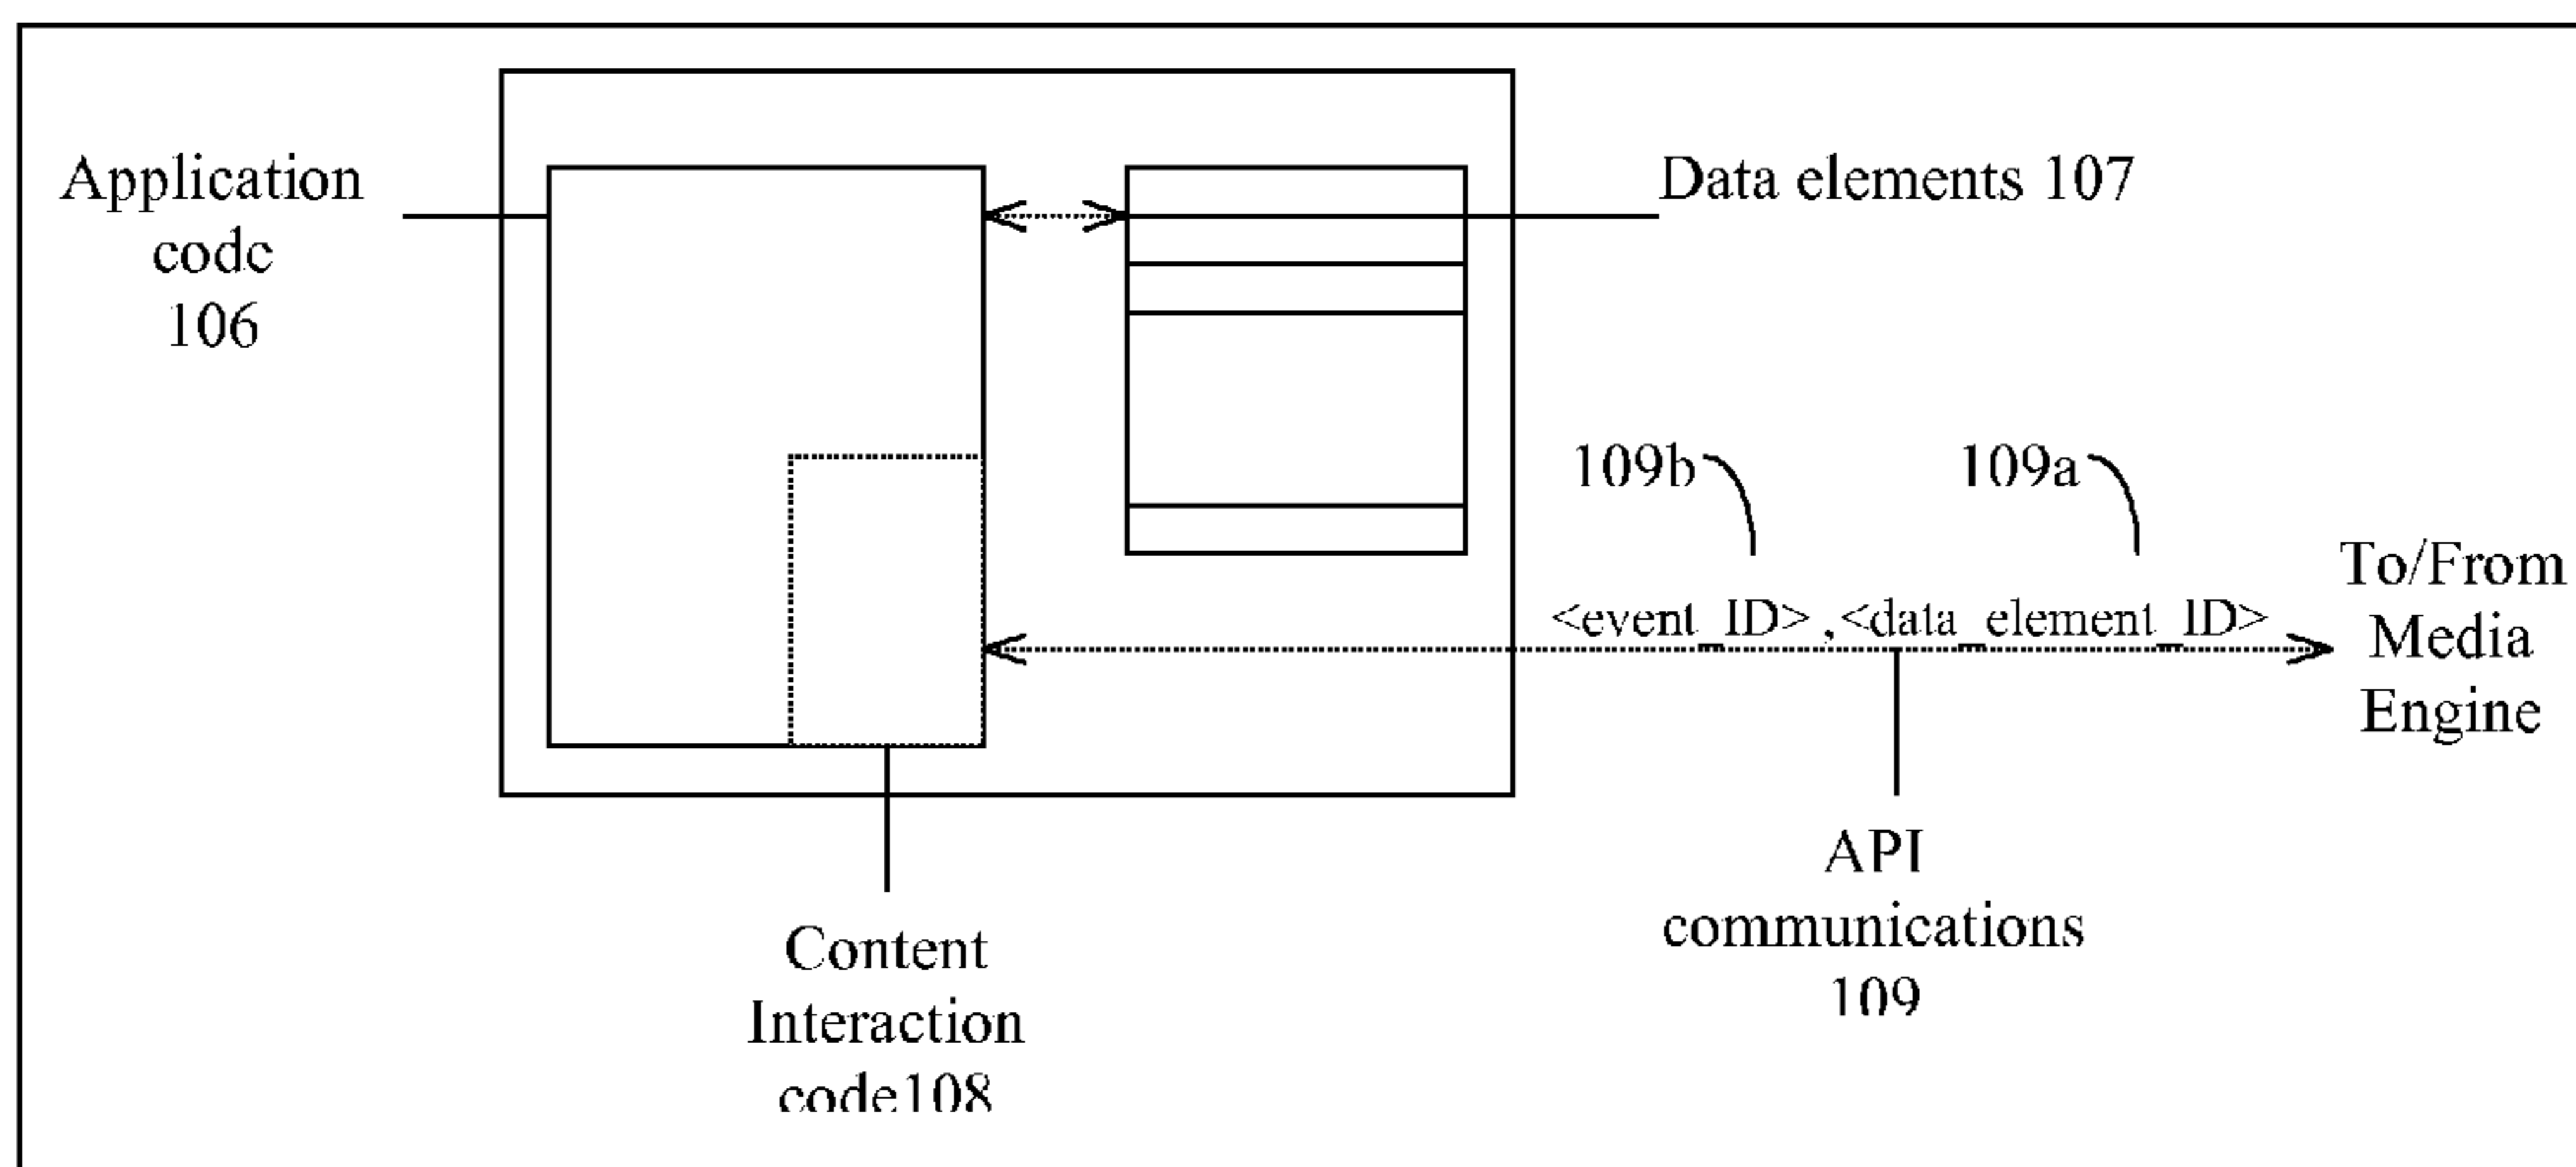 Application
code
106
Data elements 107
109b
109a
<event_ID> ,<data_element_ID>
To/From
Media
Engine
API
communications
109
Content
Interaction
code108